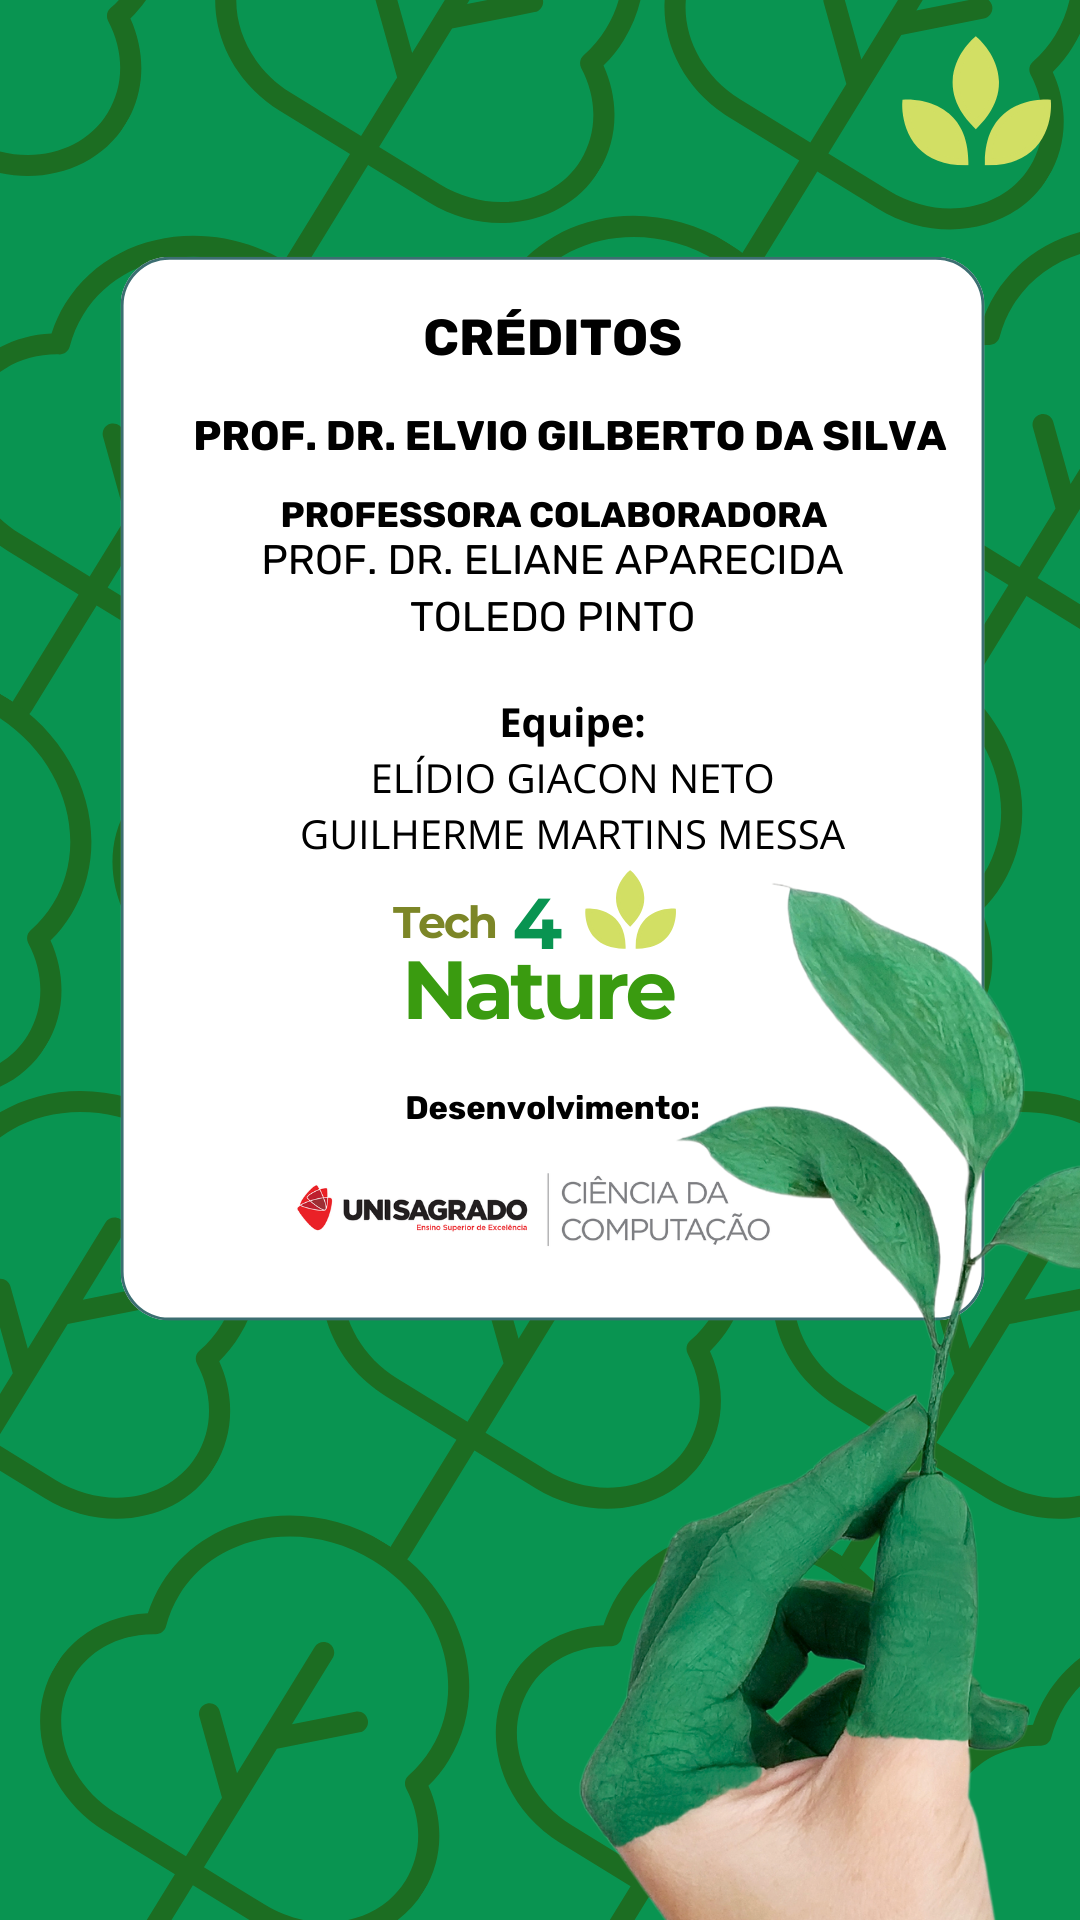 CRÉDITOS
PROF. DR. ELVIO GILBERTO DA SILVA
PROFESSORA COLABORADORA
PROF. DR. ELIANE APARECIDA
TOLEDO PINTO
Equipe:
ELÍDIO GIACON NETO
GUILHERME MARTINS MESSA
Tech 4
Nature
Desenvolvimento:
UNISAGRADO
Ensino Superior de Excelência
CIÊNCIA DA
COMPUTAÇÃO